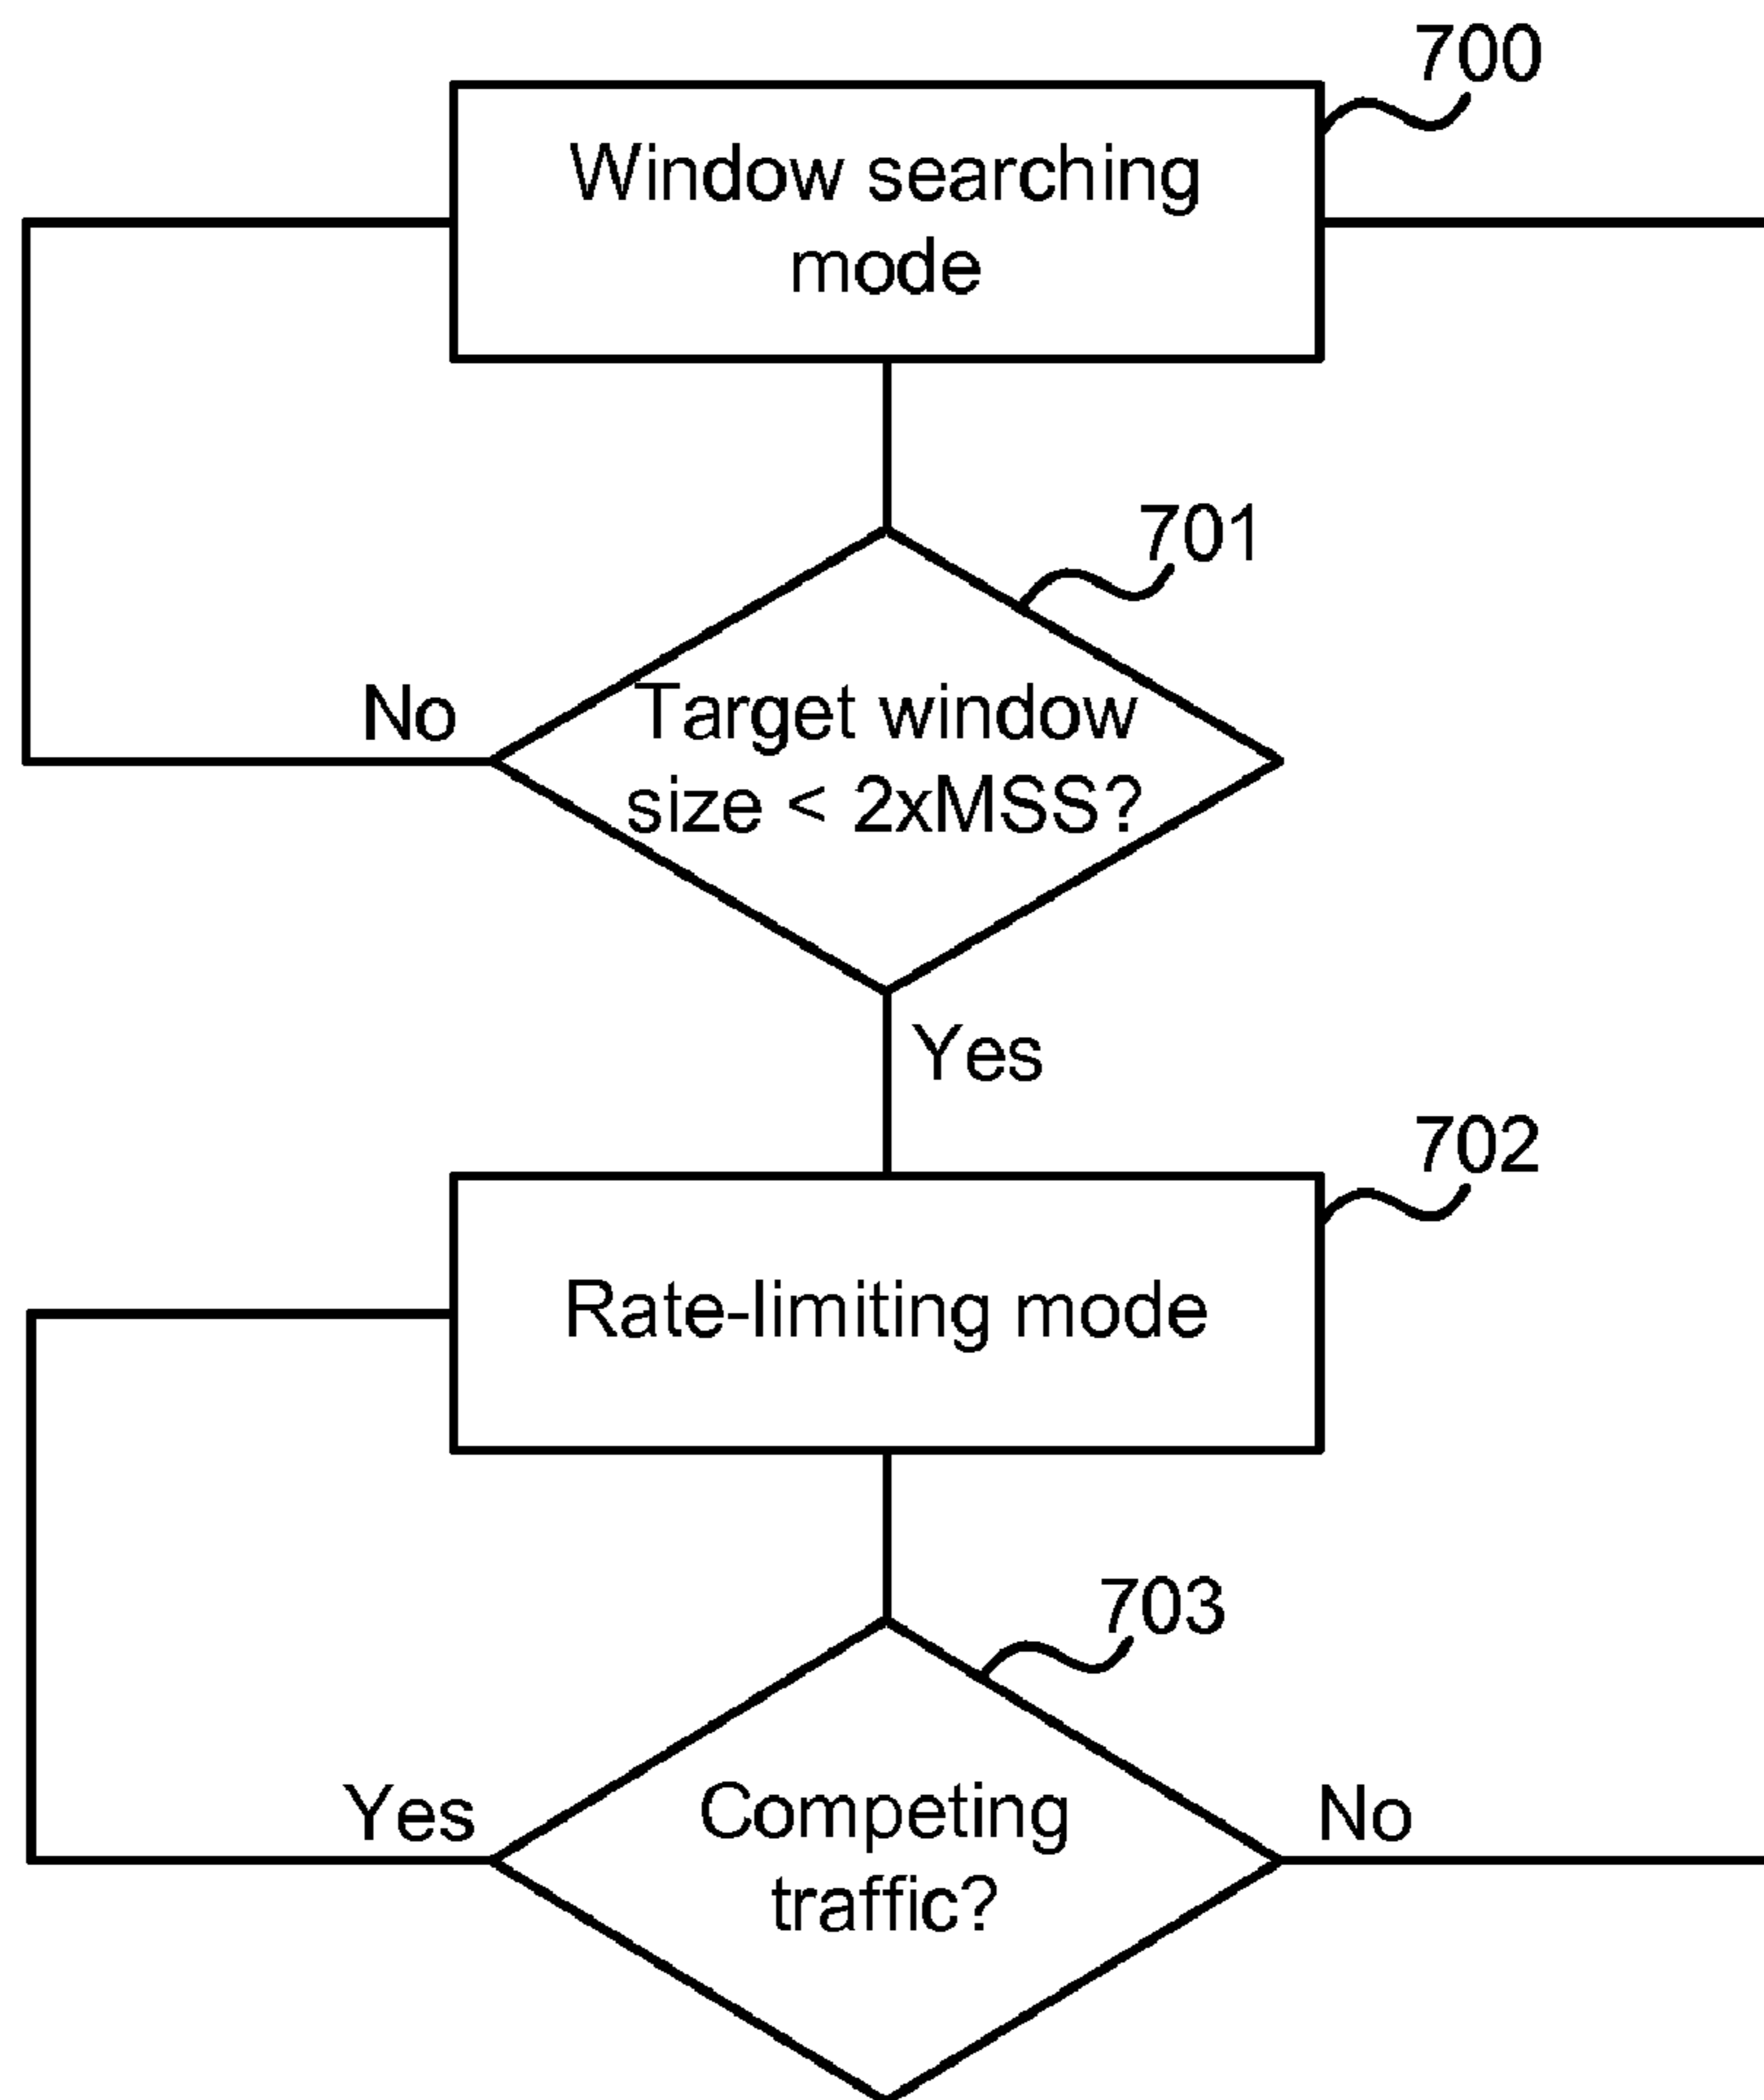 700
Window searching
mode
701
No
Target window
size < 2xMSS?
Yes
702
Rate-limiting mode
703
Yes
Competing
traffic?
No